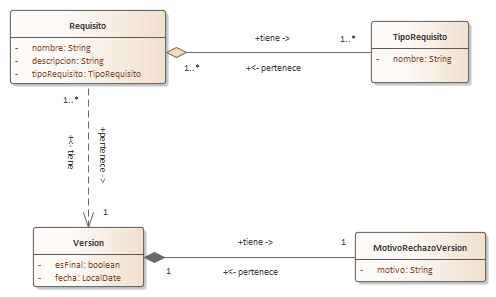 Requisito
- nombre: String
- descripcion: String
- tipoRequisito: TipoRequisito
+tiene ->
1..*
1..*
+<- pertenece
TipoRequisito
- nombre: String
1..*
+<- tiene
+pertenece ->
1
Version
- esFinal: boolean
- fecha: LocalDate
+tiene ->
1
1
+<- pertenece
MotivoRechazoVersion
- motivo: String